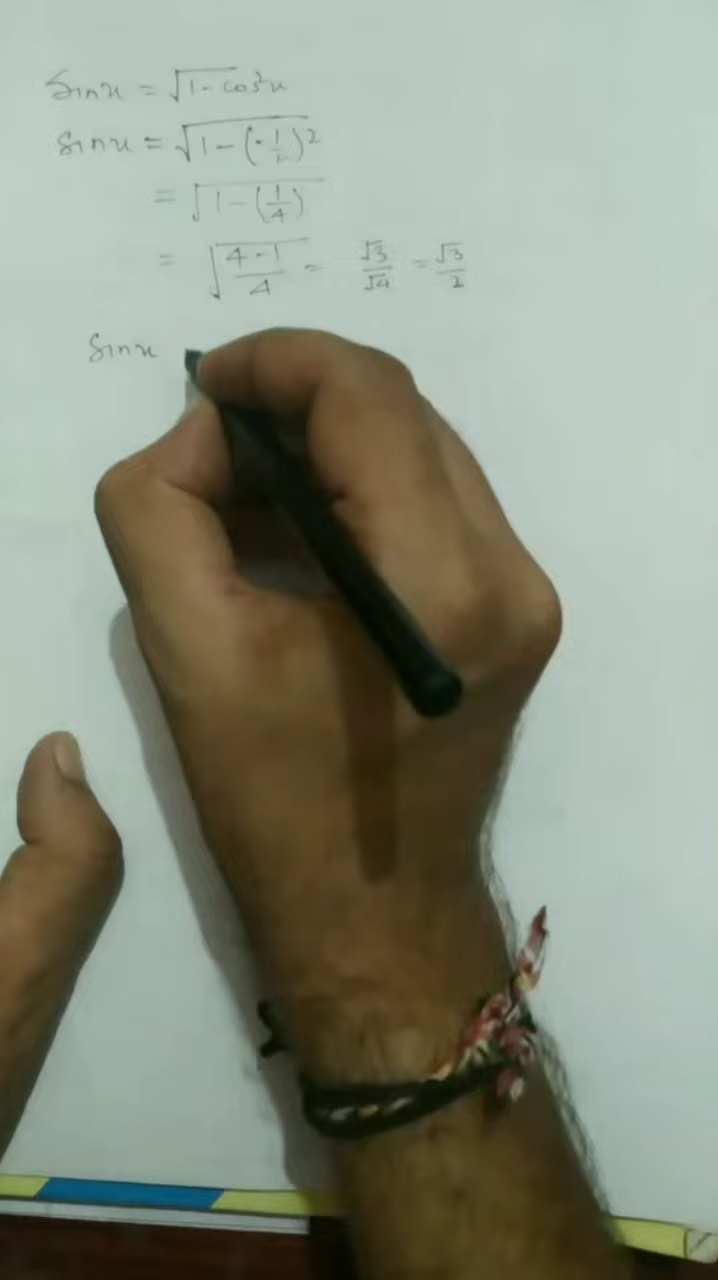 Sinx = √1-cos²x
sinx = √1-(-1/2)²
= √1-(1/4)
= √4-1/4 = √3/√4 = √3/2
Sinx